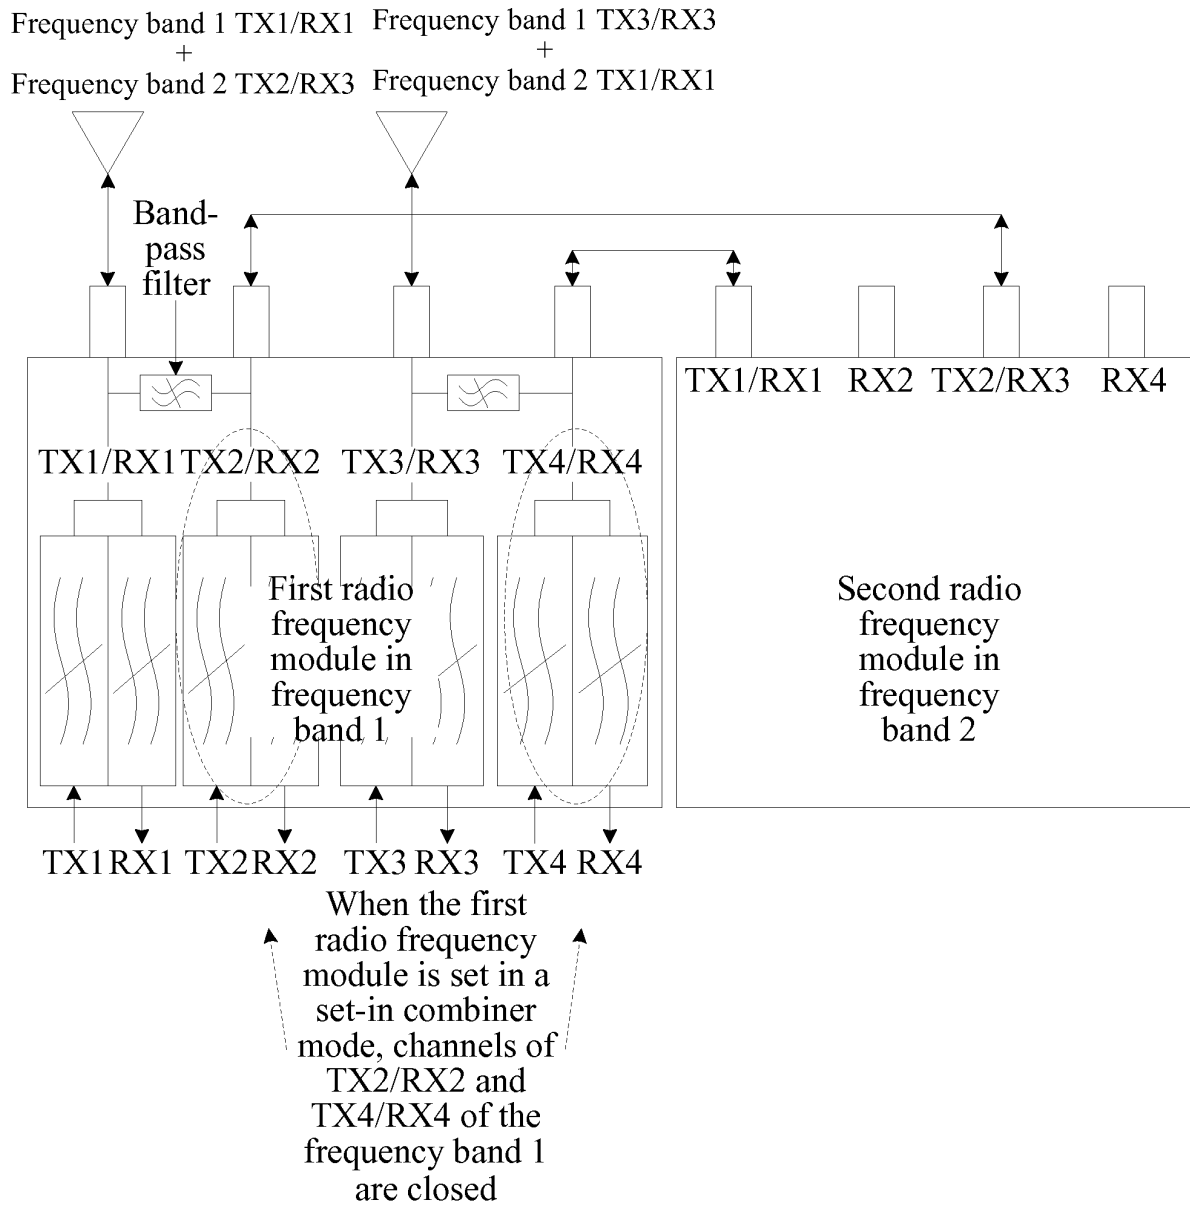 Frequency band 1 TX1/RX1
+
Frequency band 2 TX2/RX3
Frequency band 1 TX3/RX3
+
Frequency band 2 TX1/RX1
Band-
pass
filter
TX1/RX1
RX2
TX2/RX3
RX4
TX1/RX1
TX2/RX2
TX3/RX3
TX4/RX4
First radio
frequency
module in
frequency
band 1
Second radio
frequency
module in
frequency
band 2
TX1
RX1
TX2
RX2
TX3
RX3
TX4
RX4
When the first
radio frequency
module is set in a
set-in combiner
mode, channels of
TX2/RX2 and
TX4/RX4 of the
frequency band 1
are closed